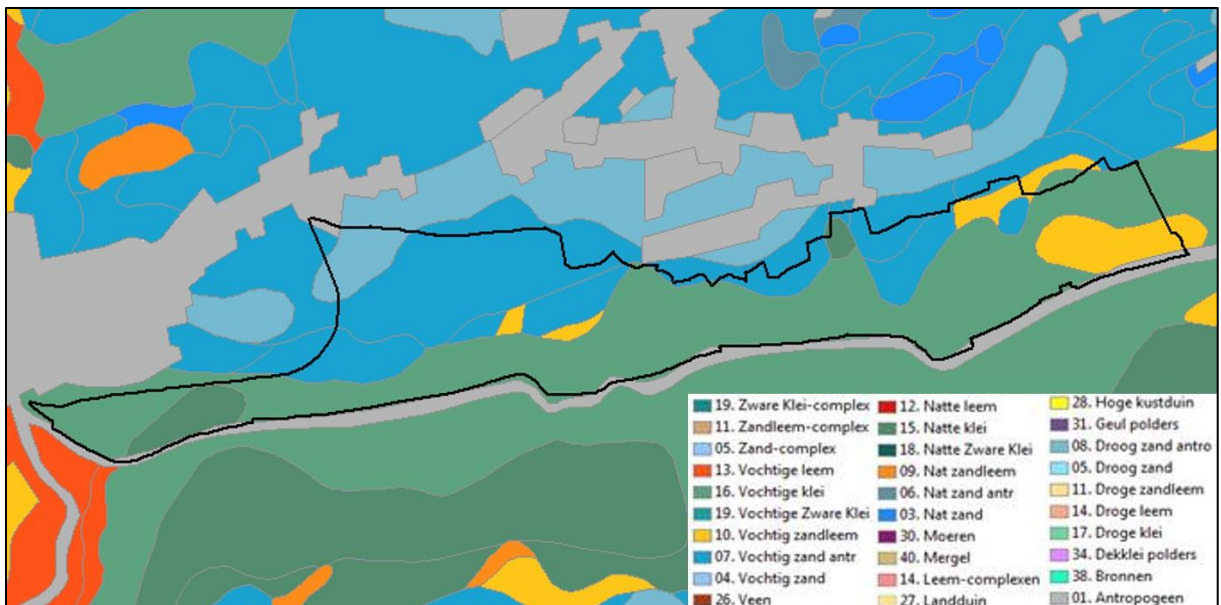 19. Zware Klei-complex
11. Zandleem-complex
05. Zand-complex
13. Vochtige leem
16. Vochtige klei
19. Vochtige Zware Klei
10. Vochtig zandleem
07. Vochtig zand antr
04. Vochtig zand
26. Veen
12. Natte leem
15. Natte klei
18. Natte Zware Klei
09. Nat zandleem
06. Nat zand antr
03. Nat zand
30. Moeren
40. Mergel
14. Leem-complexen
27. Landduin
28. Hoge kustduin
31. Geul polders
08. Droog zand antro
05. Droog zand
11. Droge zandleem
14. Droge leem
17. Droge klei
34. Dekklei polders
38. Bronnen
01. Antropogeen